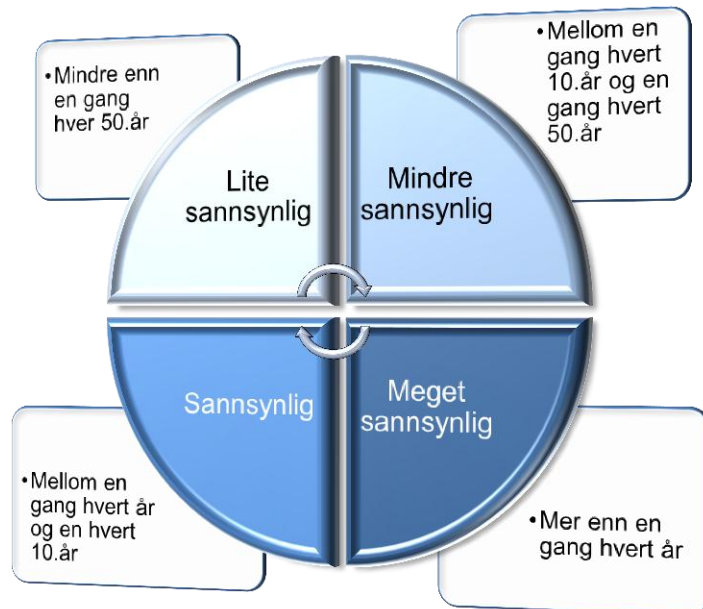 •Mindre enn
en gang
hver 50.år
•Mellom en
gang hvert
10.år og en
gang hvert
50.år
Lite
sannsynlig
Mindre
sannsynlig
Sannsynlig
Meget
sannsynlig
•Mellom en
gang hvert år
og en hvert
10.år
•Mer enn en
gang hvert år